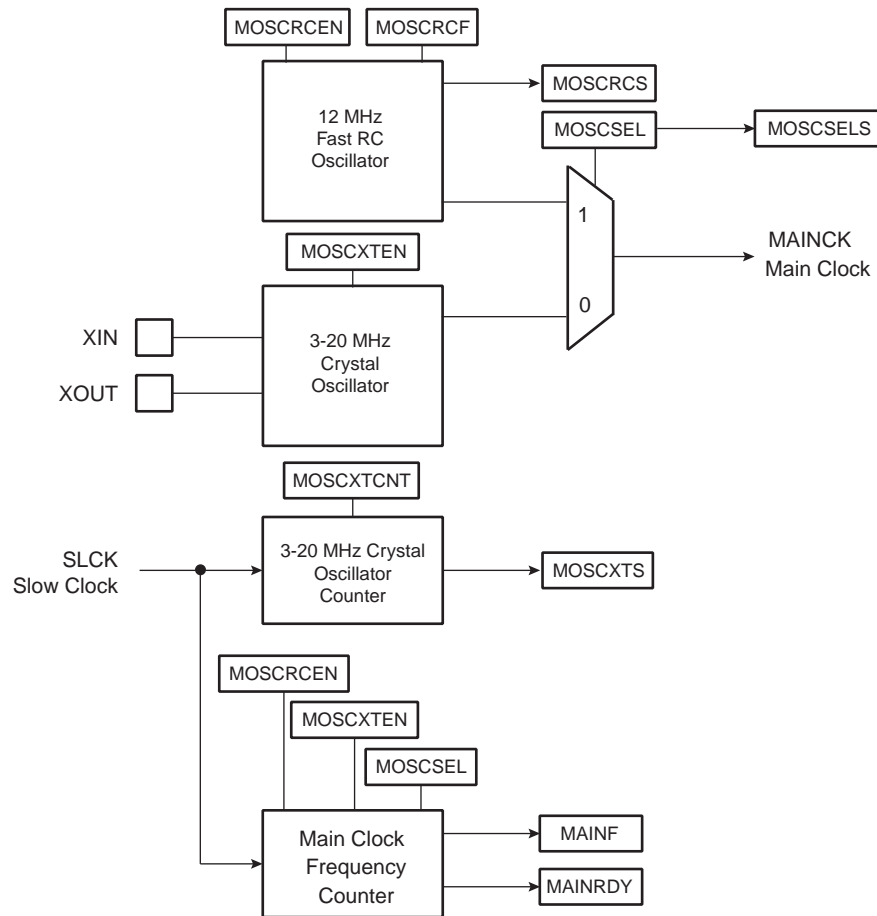 MOSCRCEN
MOSCRCF
12 MHz
Fast RC
Oscillator
MOSCRCS
MOSCSEL
MOSCSELS
1
0
MAINCK
Main Clock
MOSCXTEN
XIN
XOUT
3-20 MHz
Crystal
Oscillator
MOSCXTCNT
SLCK
Slow Clock
3-20 MHz Crystal
Oscillator
Counter
MOSCXTS
MOSCRCEN
MOSCXTEN
MOSCSEL
Main Clock
Frequency
Counter
MAINF
MAINRDY